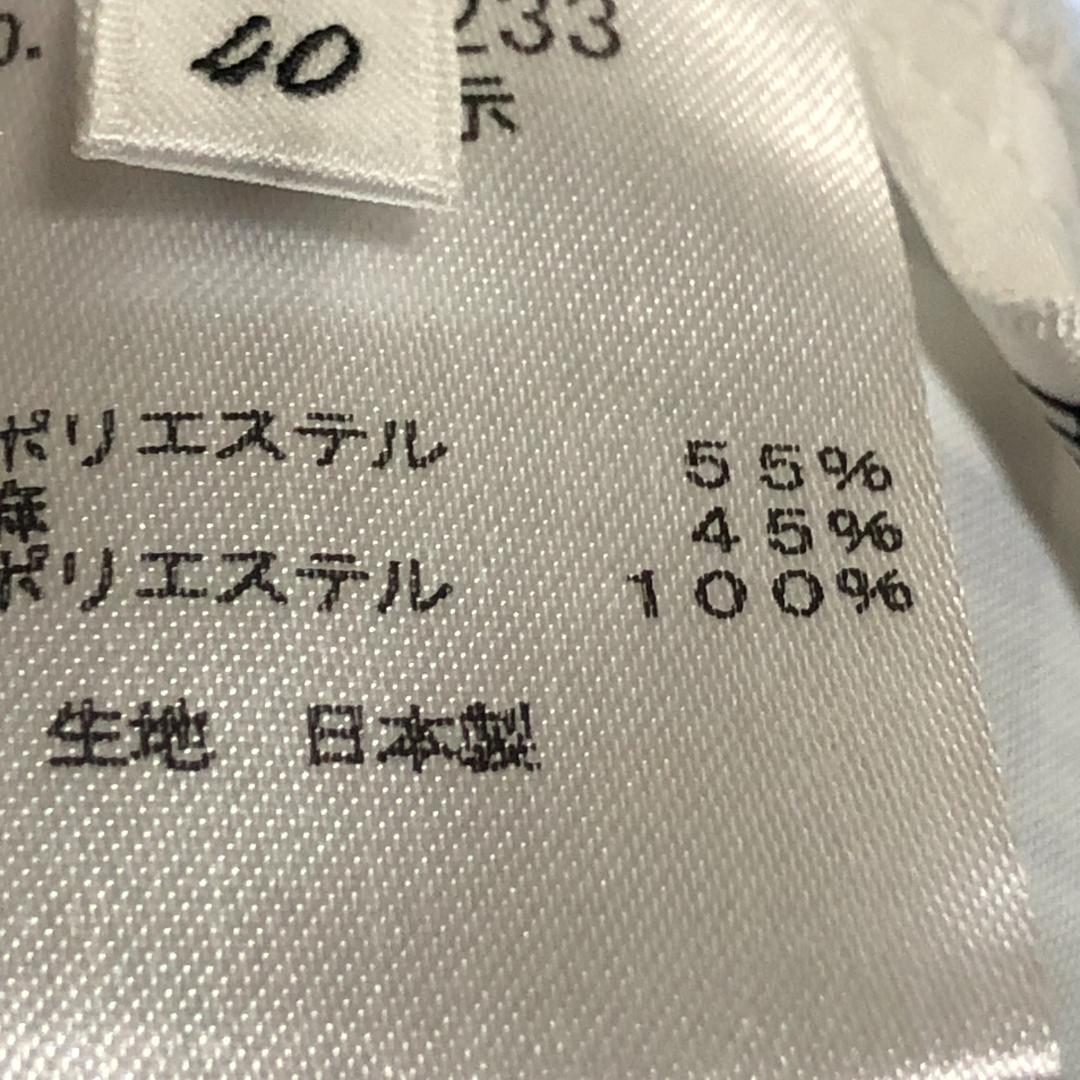 40
233
示
ポリエステル 55%
麻 45%
ポリエステル 100%
生地 日本製